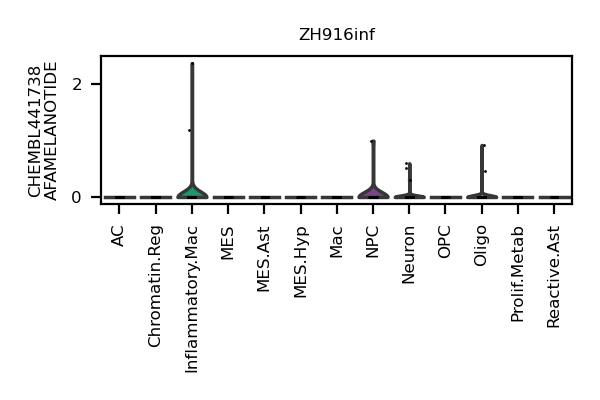 ZH916inf
CHEMBL441738
AFAMELANOTIDE
2
0
AC
Chromatin.Reg
Inflammatory.Mac
MES
MES.Ast
MES.Hyp
Mac
NPC
Neuron
OPC
Oligo
Prolif.Metab
Reactive.Ast